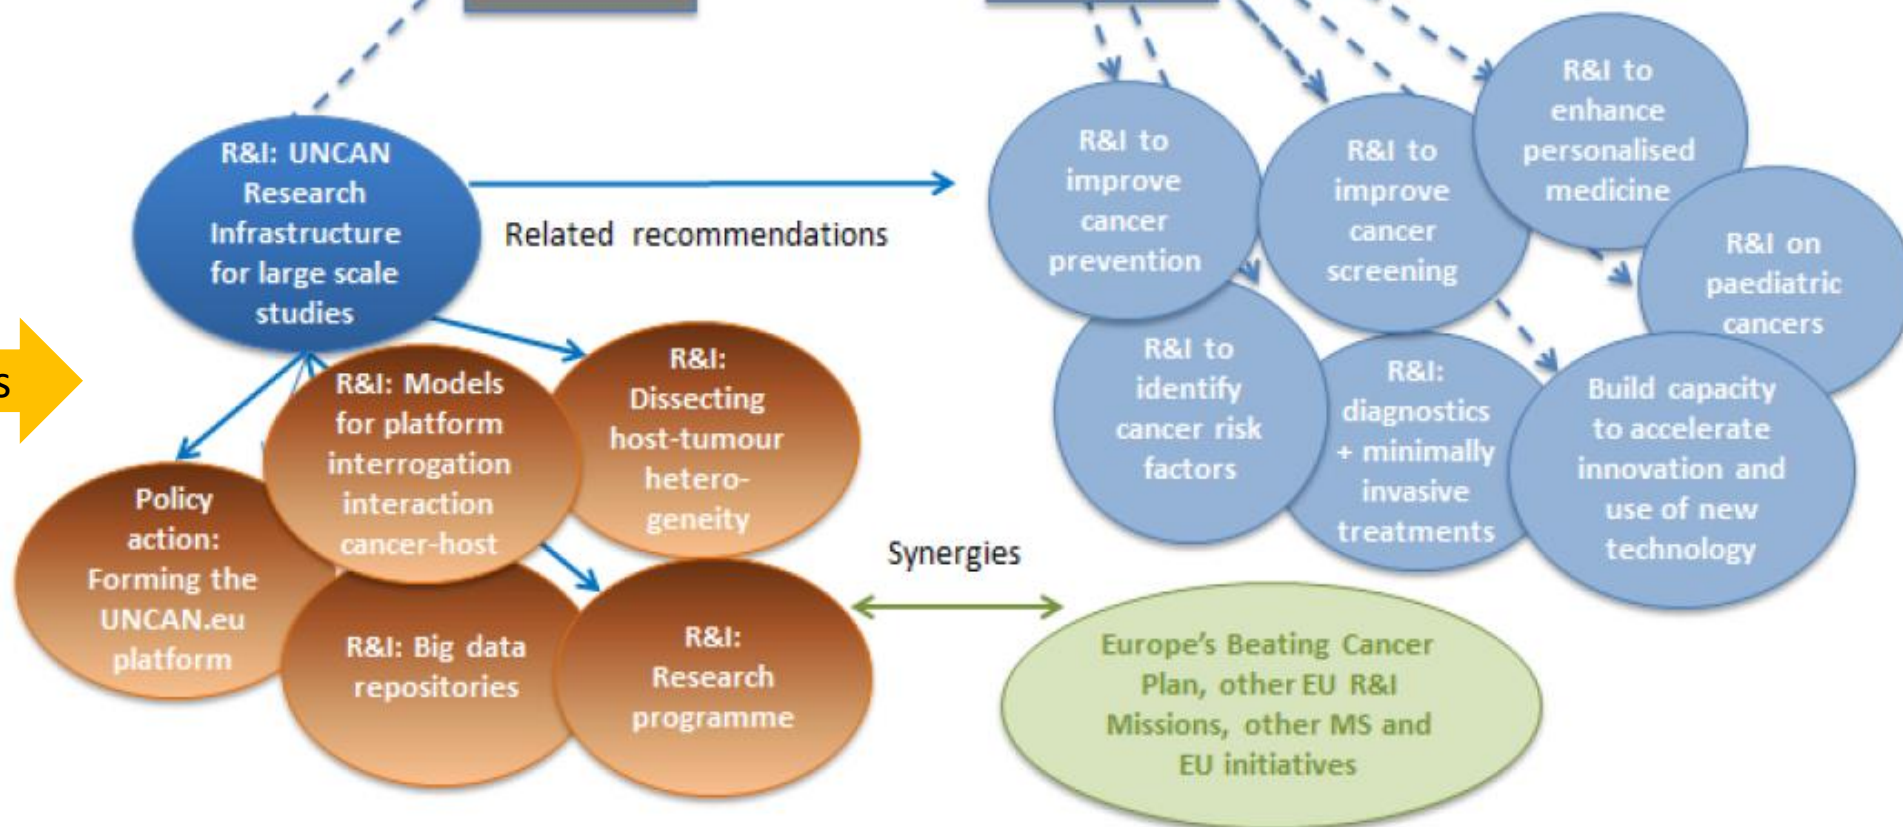 R&I: UNCAN
Research
Infrastructure
for large scale
studies
Related recommendations
R&I to
improve
cancer
prevention
R&I to
improve
cancer
screening
R&I to
enhance
personalised
medicine
R&I on
paediatric
cancers
s
R&I: Models
for platform
interrogation
interaction
cancer-host
R&I:
Dissecting
host-tumour
hetero-
geneity
R&I to
identify
cancer risk
factors
R&I:
diagnostics
+ minimally
invasive
treatments
Build capacity
to accelerate
innovation and
use of new
technology
Policy
action:
Forming the
UNCAN.eu
platform
R&I: Big data
repositories
R&I:
Research
programme
Synergies
Europe's Beating Cancer
Plan, other EU R&I
Missions, other MS and
EU initiatives